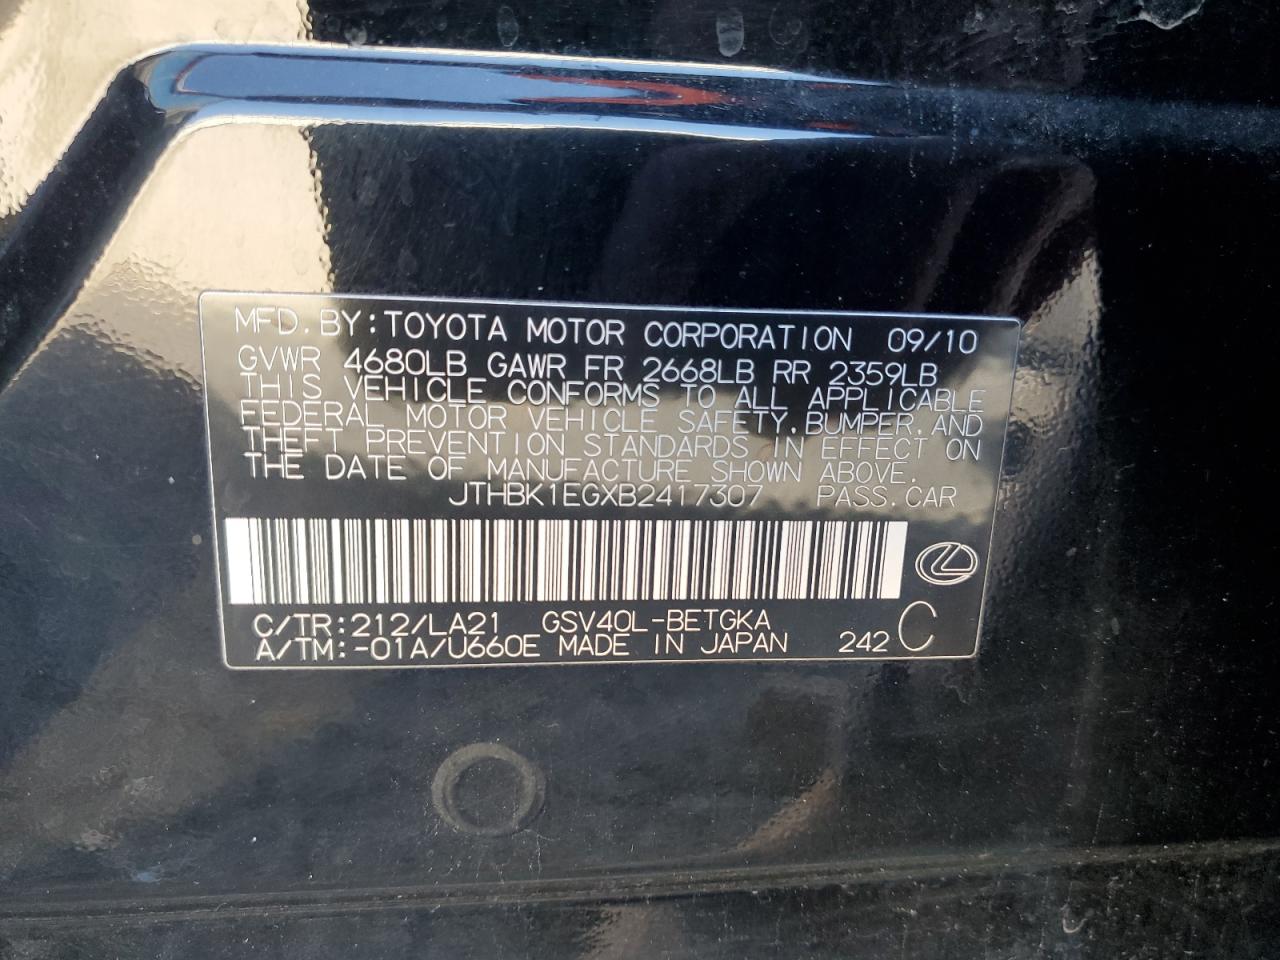 MFD. BY: TOYOTA MOTOR CORPORATION 09/10
GVWR 4680LB GAWR FR 2668LB RR 2359LB
THIS VEHICLE CONFORMS TO ALL APPLICABLE
FEDERAL MOTOR VEHICLE SAFETY, BUMPER, AND
THEFT PREVENTION STANDARDS IN EFFECT ON
THE DATE OF MANUFACTURE SHOWN ABOVE.
JTHBK1EGXB2417307 PASS. CAR
C/TR: 212/LA21 GSV40L-BETGKA
A/TM: -01A/U660E MADE IN JAPAN 242 C